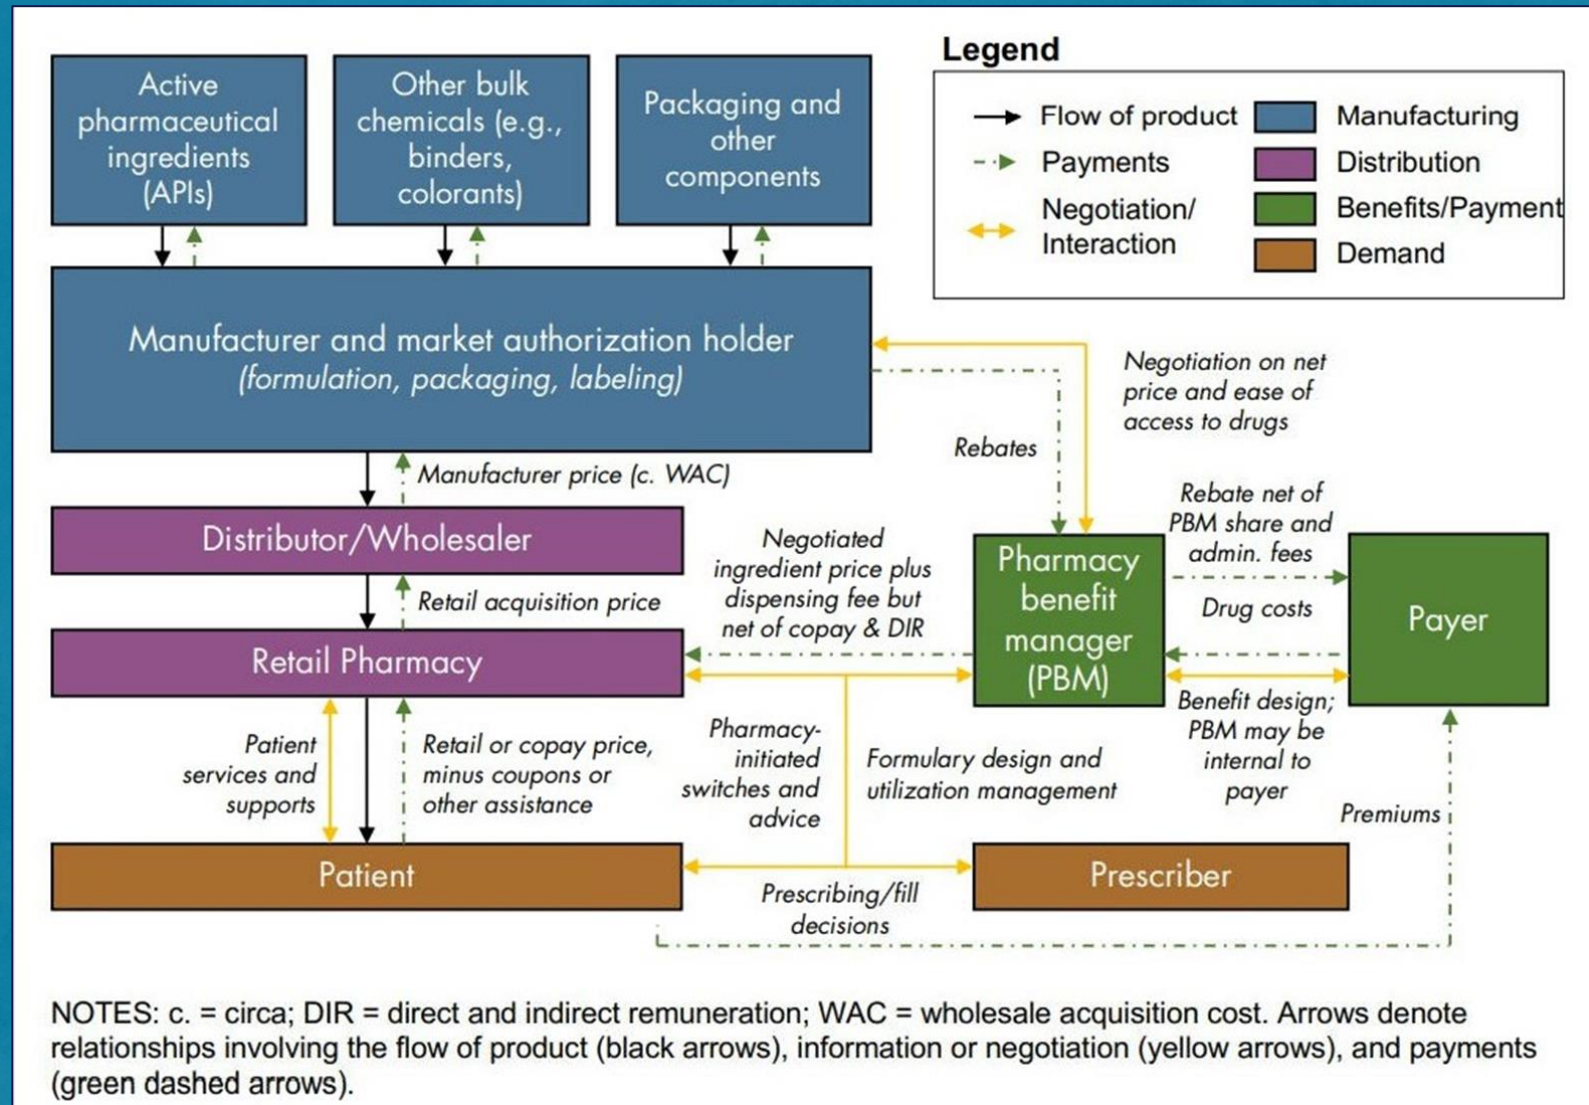 Active
pharmaceutical
ingredients
(APIs)
Other bulk
chemicals (e.g.,
binders,
colorants)
Packaging and
other
components
Legend
Flow of product
Payments
Negotiation/
Interaction
Manufacturing
Distribution
Benefits/Payment
Demand
Manufacturer and market authorization holder
(formulation, packaging, labeling)
Negotiation on net
price and ease of
access to drugs
Rebates
Manufacturer price (c. WAC)
Distributor/Wholesaler
Retail acquisition price
Retail Pharmacy
Negotiated
ingredient price plus
dispensing fee but
net of copay & DIR
Pharmacy
benefit
manager
(PBM)
Rebate net of
PBM share and
admin. fees
Drug costs
Payer
Benefit design;
PBM may be
internal to
payer
Patient
services and
supports
Retail or copay price,
minus coupons or
other assistance
Pharmacy-
initiated
switches and
advice
Formulary design and
utilization management
Premiums
Patient
Prescriber
Prescribing/fill
decisions
NOTES: c. = circa; DIR = direct and indirect remuneration; WAC = wholesale acquisition cost. Arrows denote
relationships involving the flow of product (black arrows), information or negotiation (yellow arrows), and payments
(green dashed arrows).